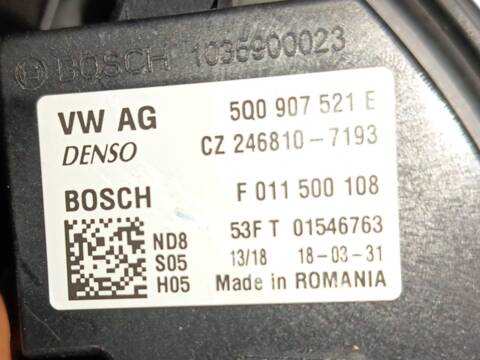 BOSCH 1036900023
VW AG 5Q0 907 521 E
DENSO CZ 246810-7193
BOSCH F 011 500 108
ND8 53F T 01546763
S05 13/18 18-03-31
H05 Made in ROMANIA